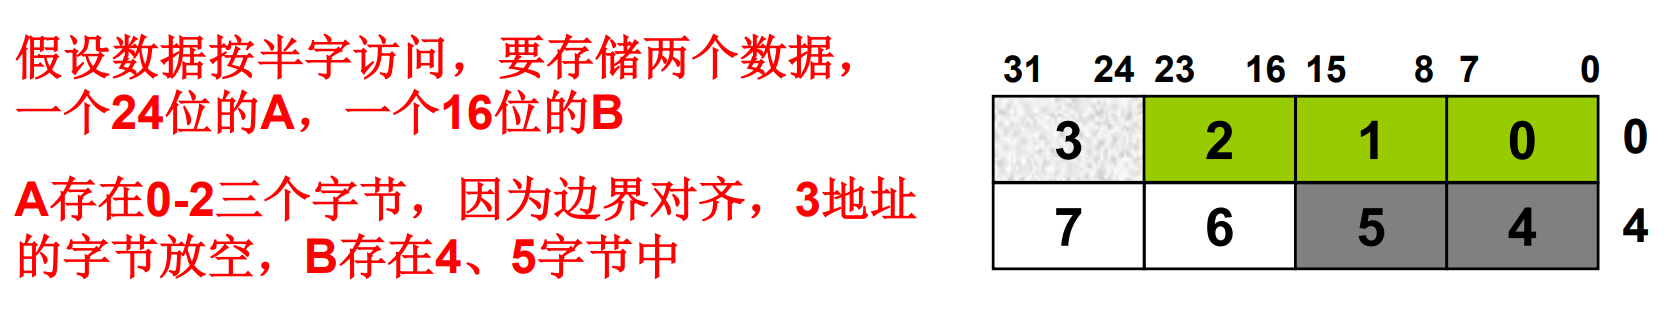 假设数据按半字访问，要存储两个数据，
一个24位的A，一个16位的B
A存在0-2三个字节，因为边界对齐，3地址
的字节放空，B存在4、5字节中
31 24 23 16 15 8 7 0
3 2 1 0 0
7 6 5 4 4